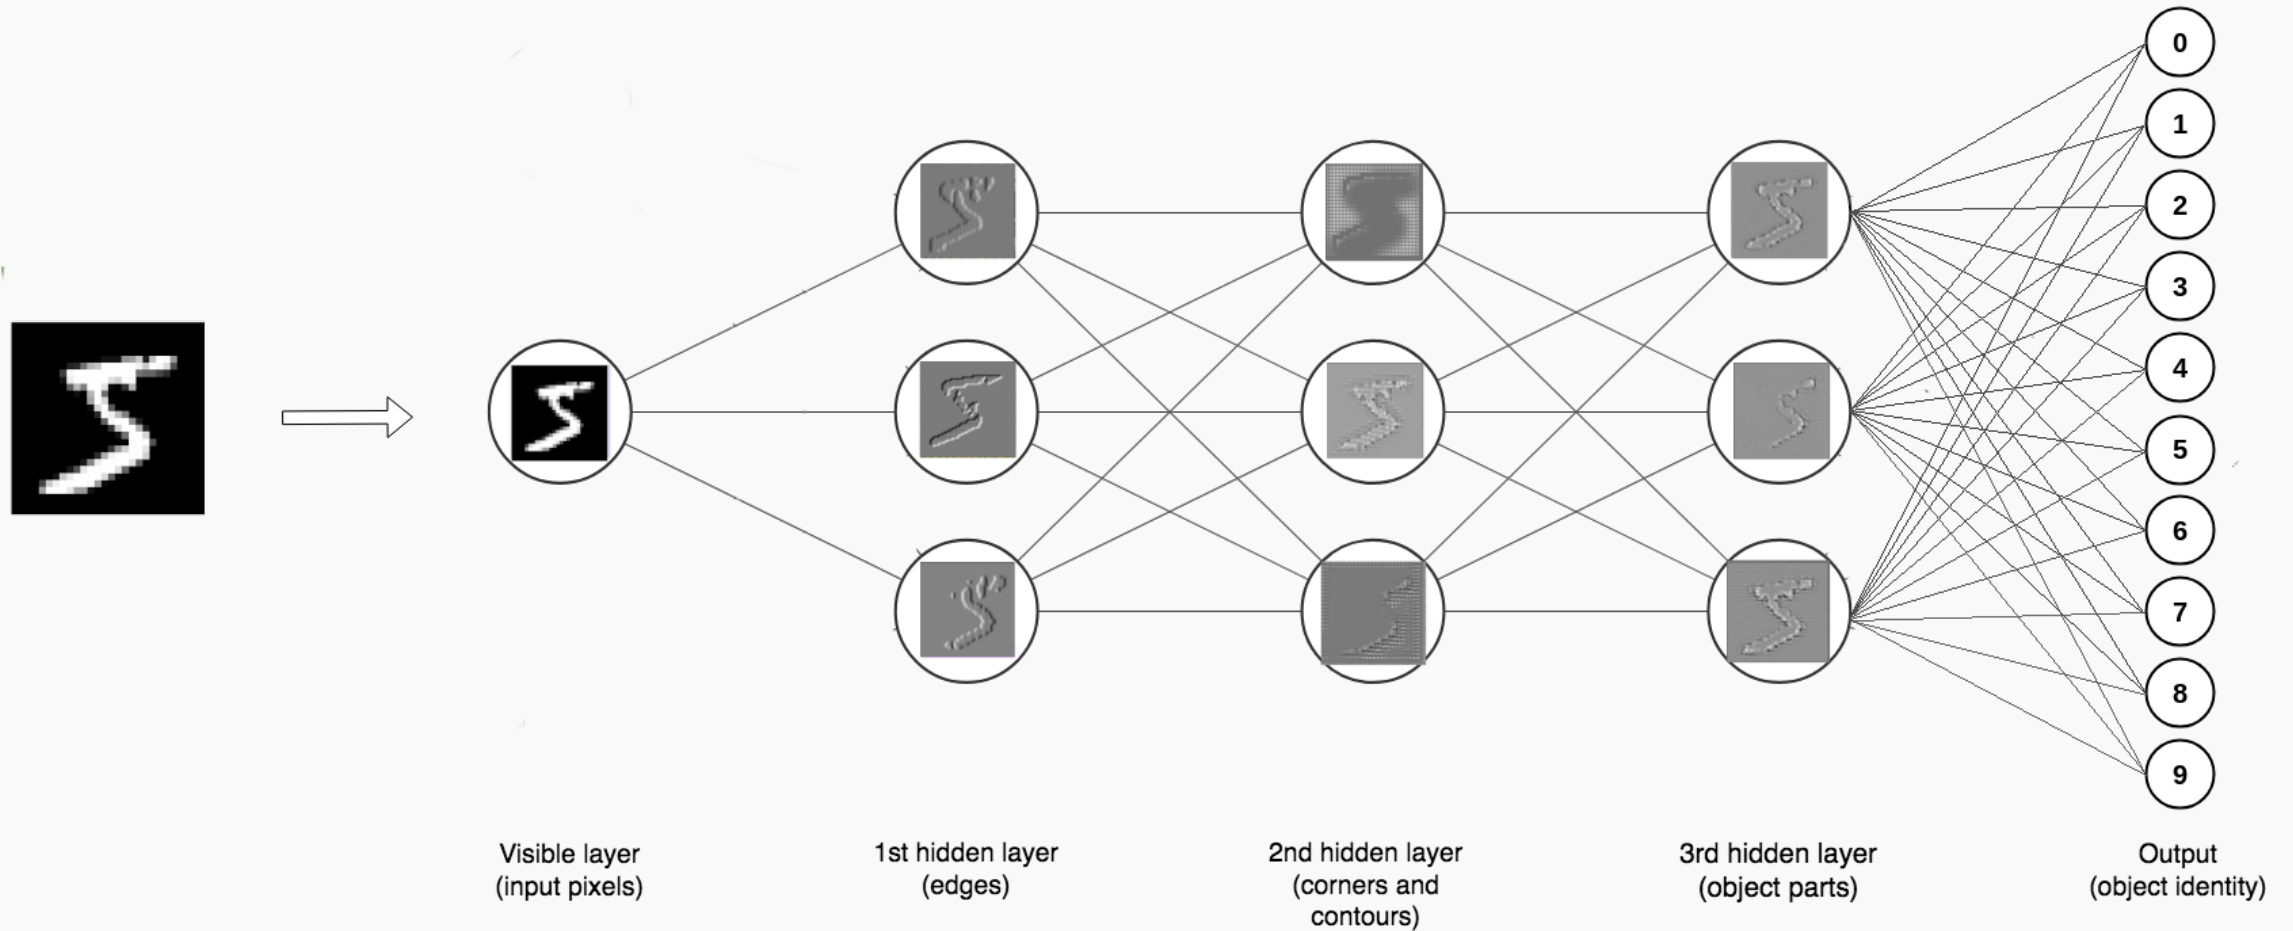 0
1
2
3
4
5
6
7
8
9
Visible layer
(input pixels)
1st hidden layer
(edges)
2nd hidden layer
(corners and
contours)
3rd hidden layer
(object parts)
Output
(object identity)